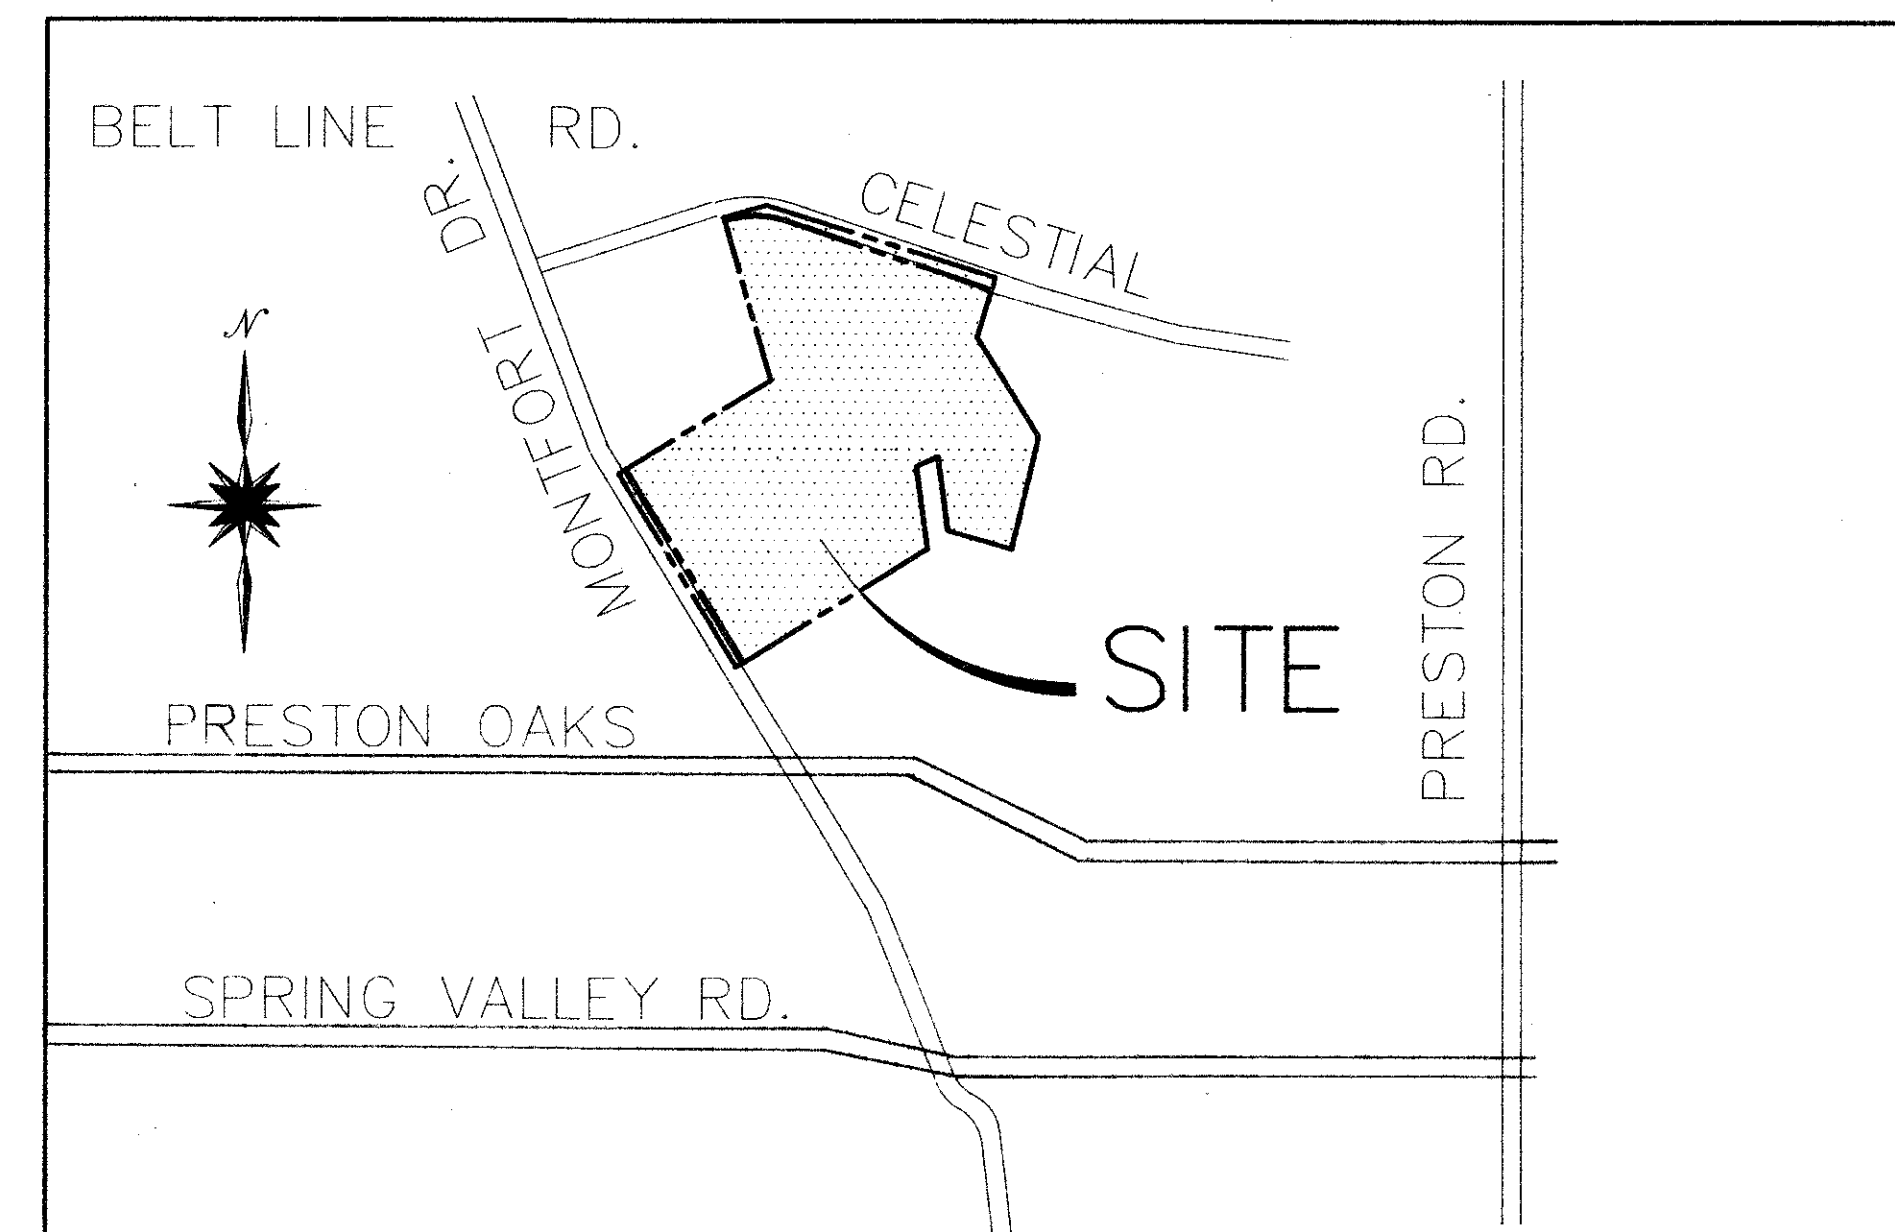 BELT LINE RD.
CELESTIAL
MONTFORT DR.
N
PRESTON RD.
SITE
PRESTON OAKS
SPRING VALLEY RD.